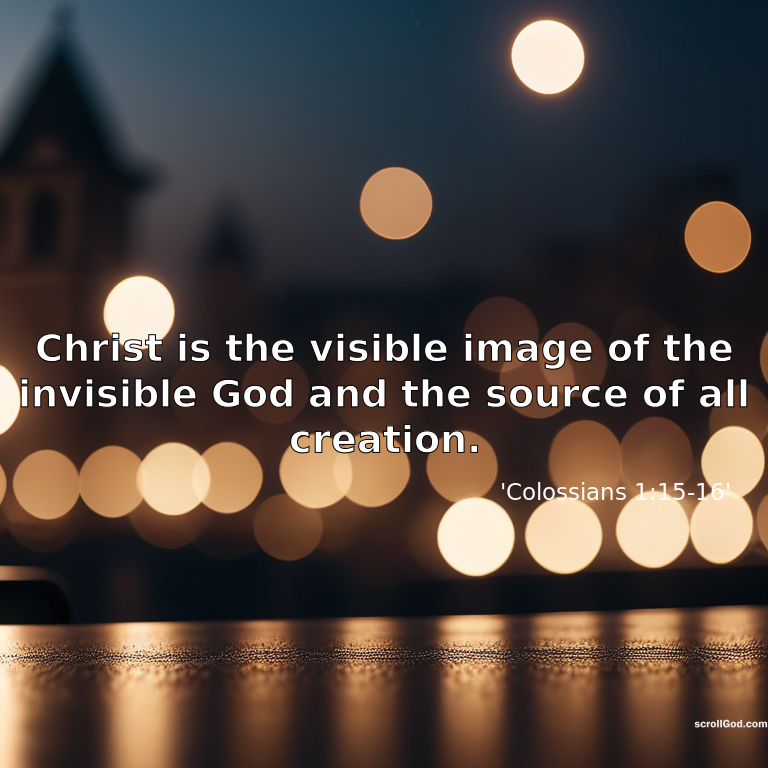 Christ is the visible image of the
invisible God and the source of all
creation.
'Colossians 1:15-16'
scrollGod.com